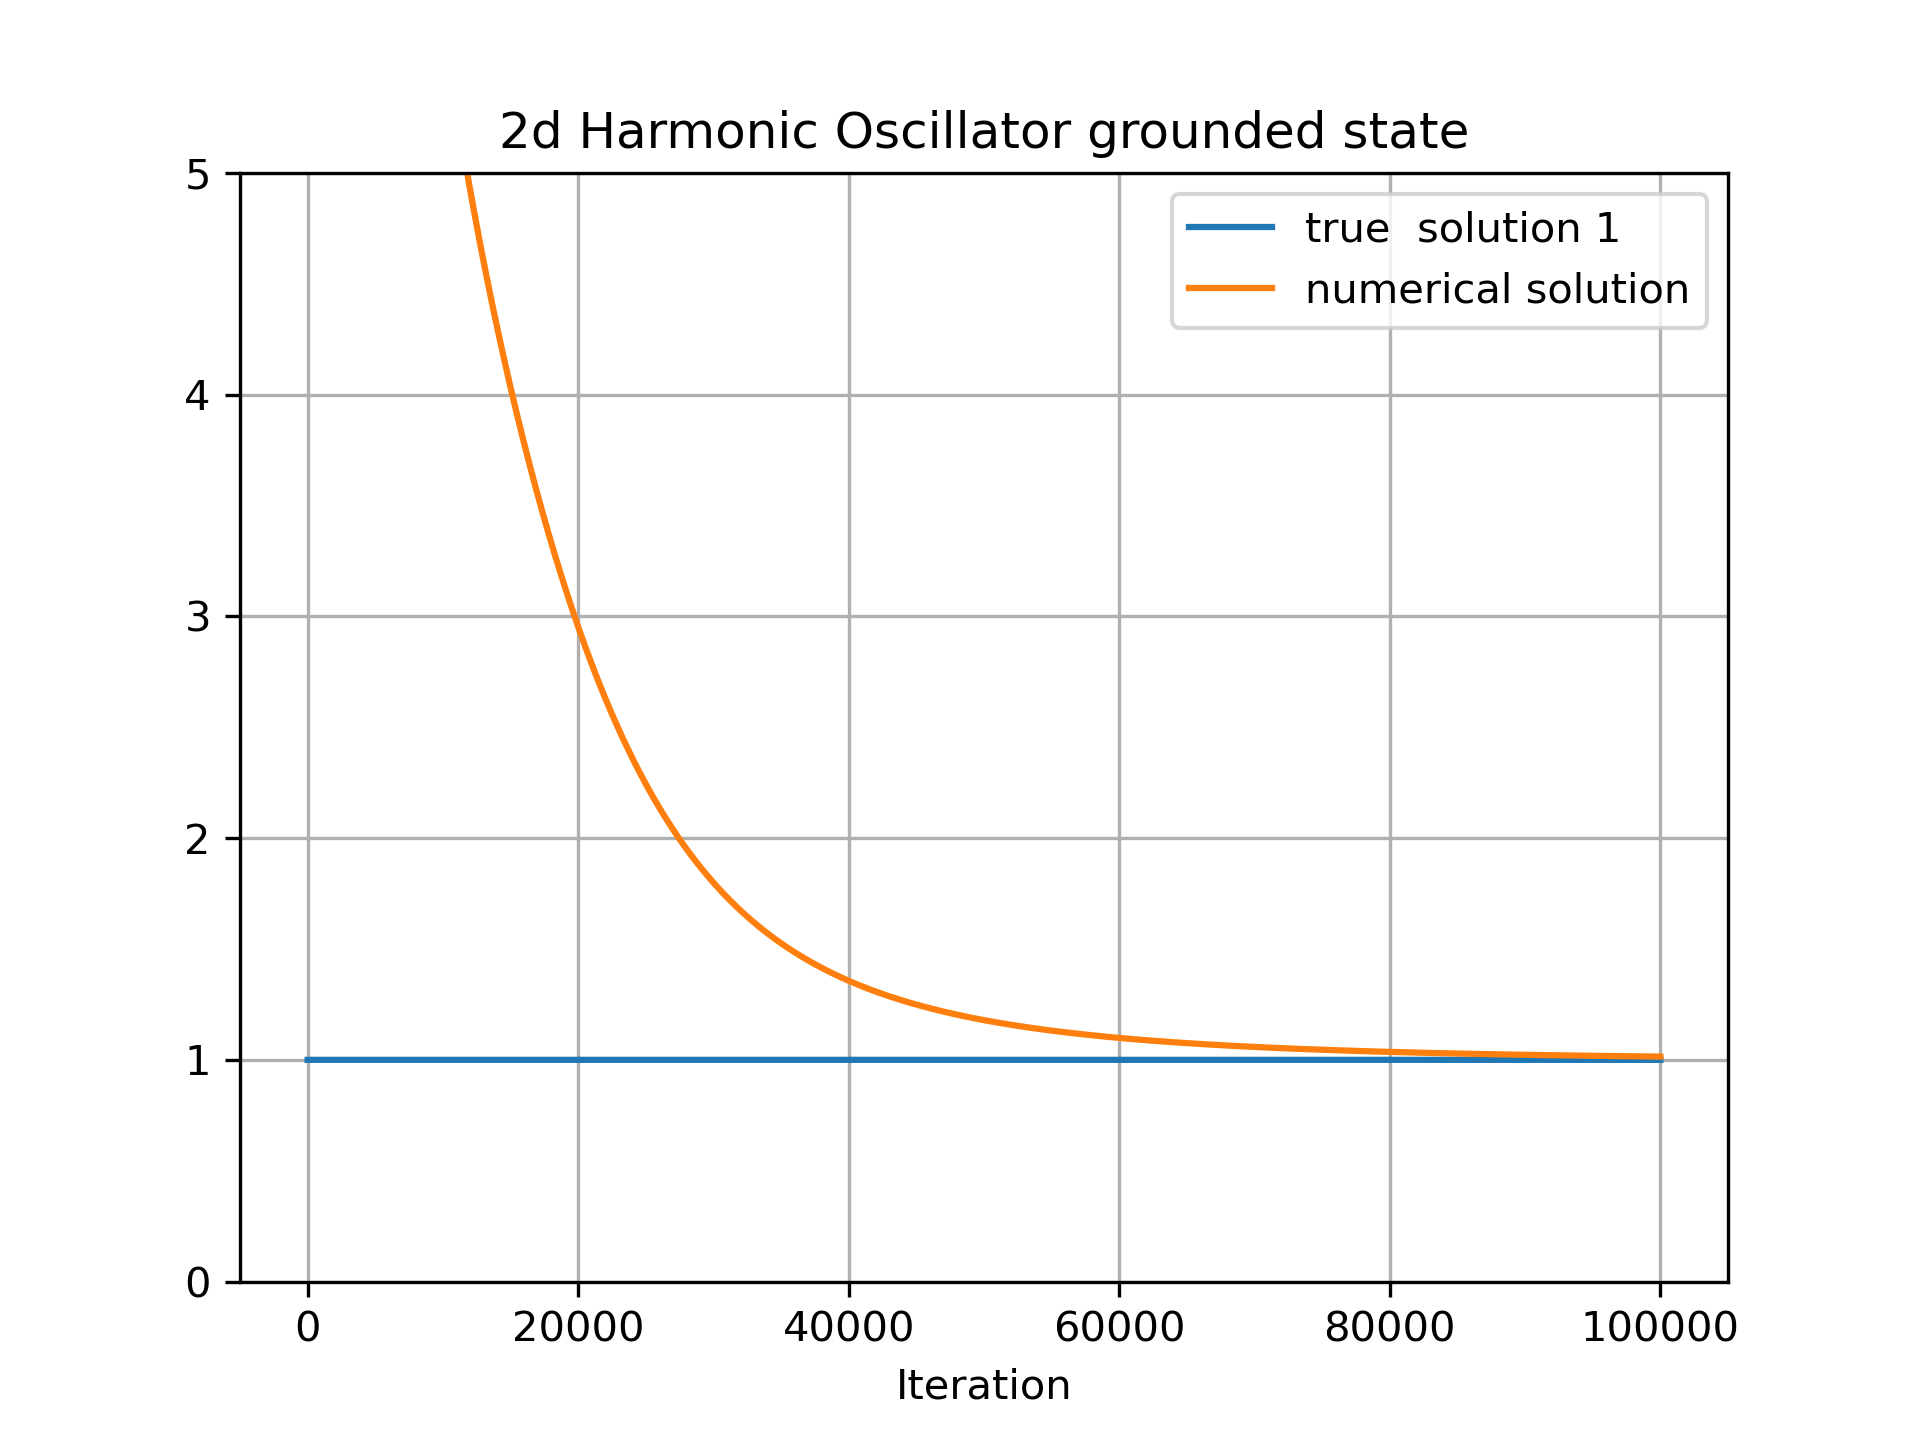 2d Harmonic Oscillator grounded state
5
4
3
2
1
0
true  solution 1
numerical solution
0 20000 40000 60000 80000 100000
Iteration